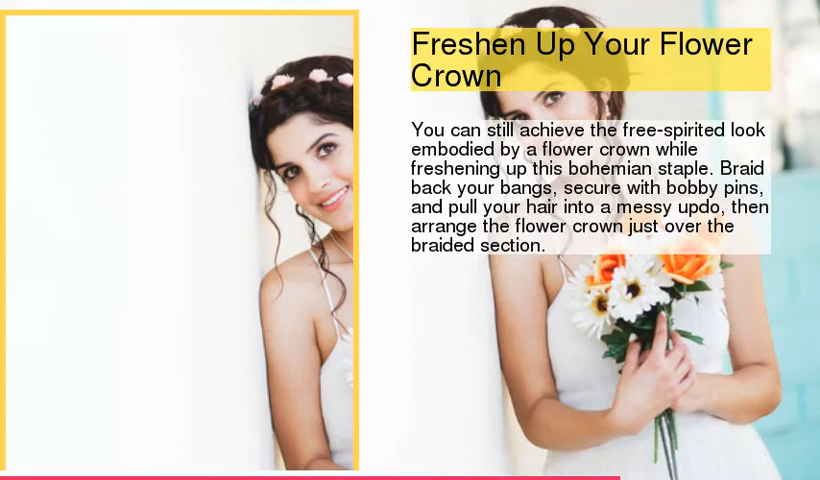 Freshen Up Your Flower
Crown
You can still achieve the free-spirited look
embodied by a flower crown while
freshening up this bohemian staple. Braid
back your bangs, secure with bobby pins,
and pull your hair into a messy updo, then
arrange the flower crown just over the
braided section.